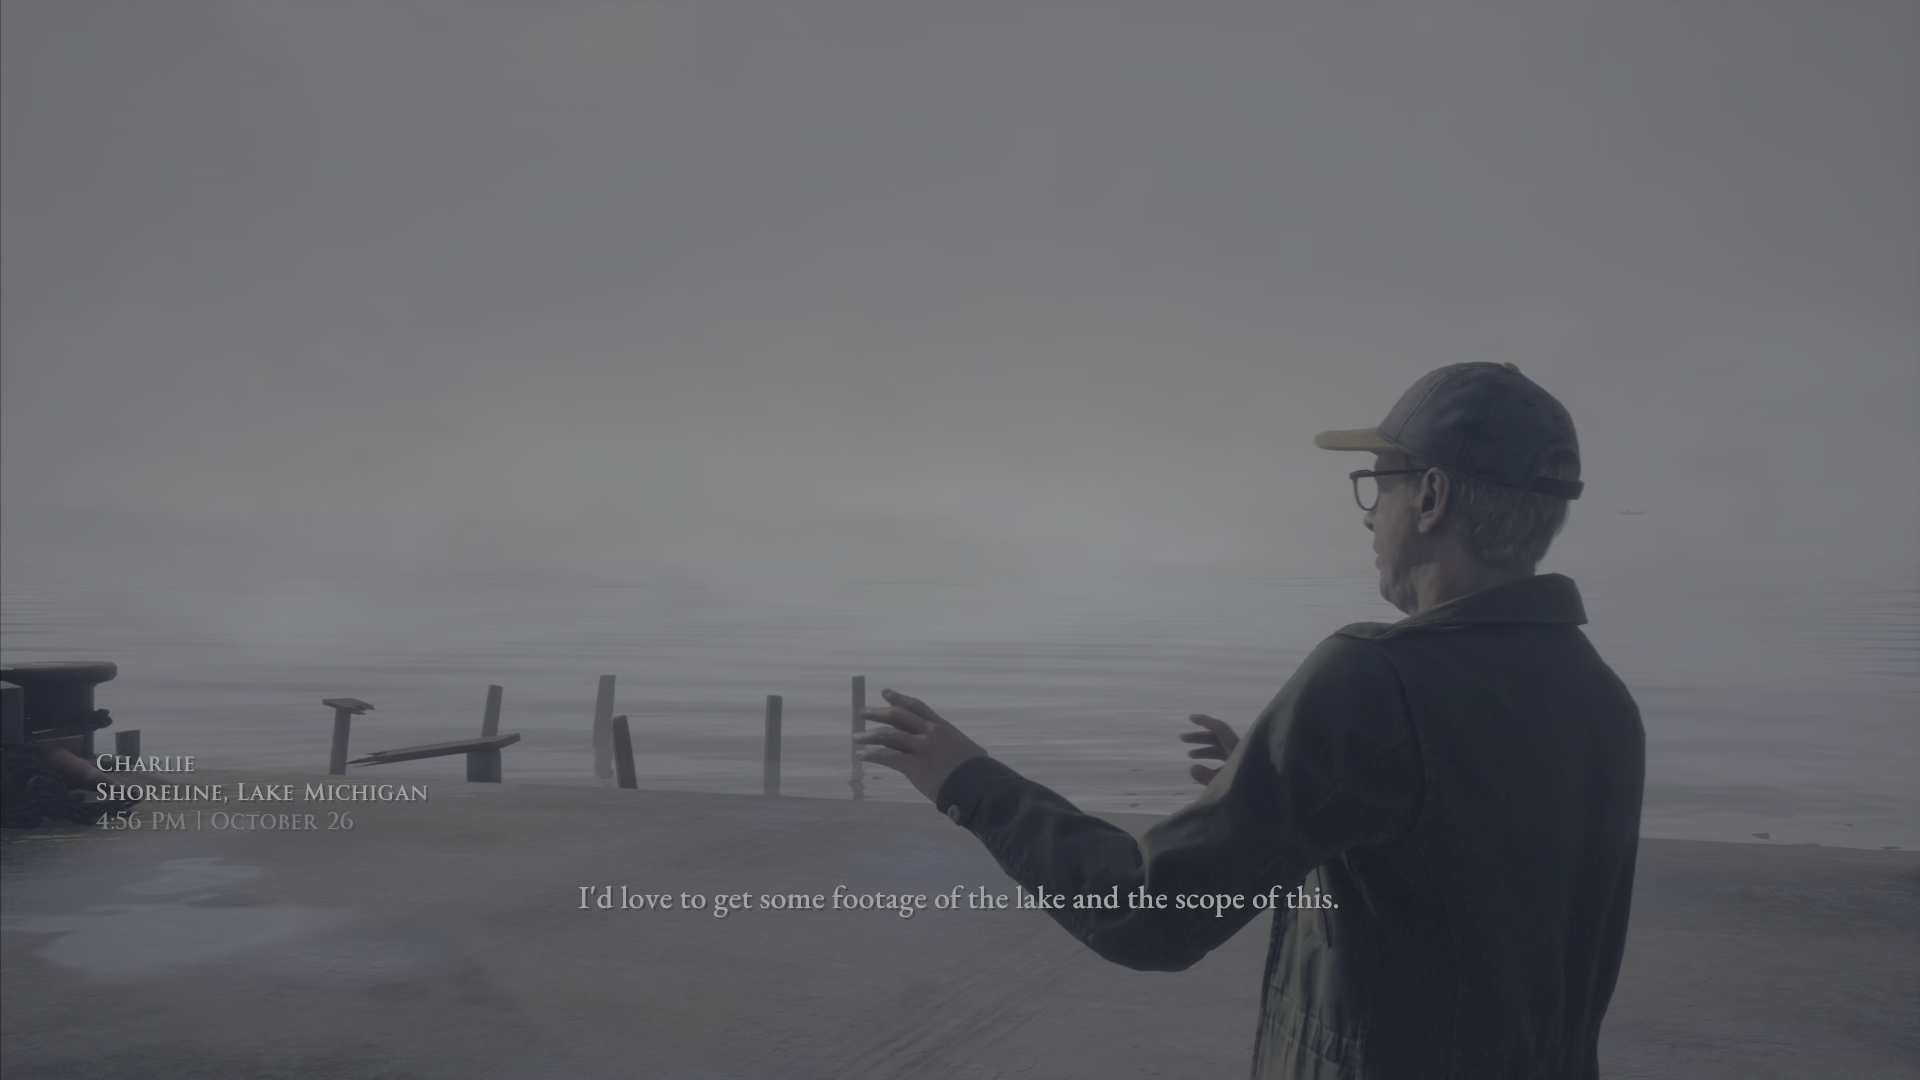 Charlie
Shoreline, Lake Michigan
4:56 PM | October 26
I'd love to get some footage of the lake and the scope of this.